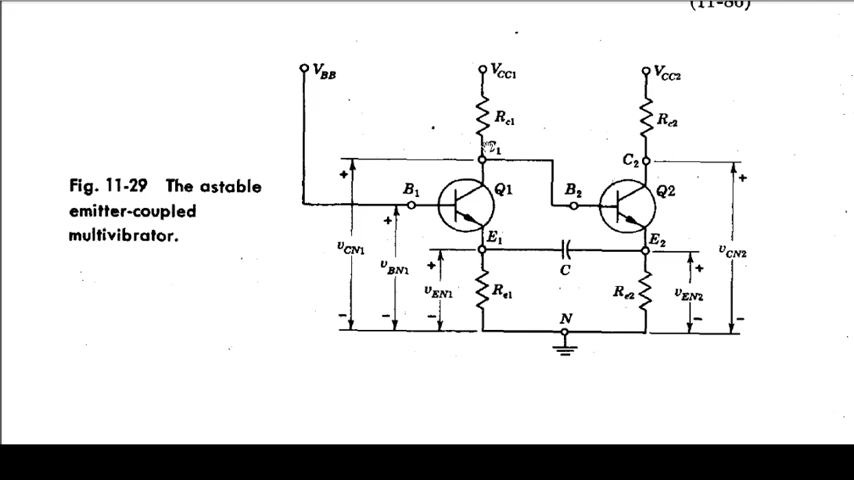 Fig. 11-29 The astable
emitter-coupled
multivibrator.
V_BB
V_CC1
V_CC2
R_c1
R_c2
C_2
B_1
Q1
B_2
Q2
E_1
E_2
C
v_CN1
v_BN1
v_EN1
R_e1
R_e2
v_EN2
v_CN2
N
+
+
+
+
+
−
−
−
−
−